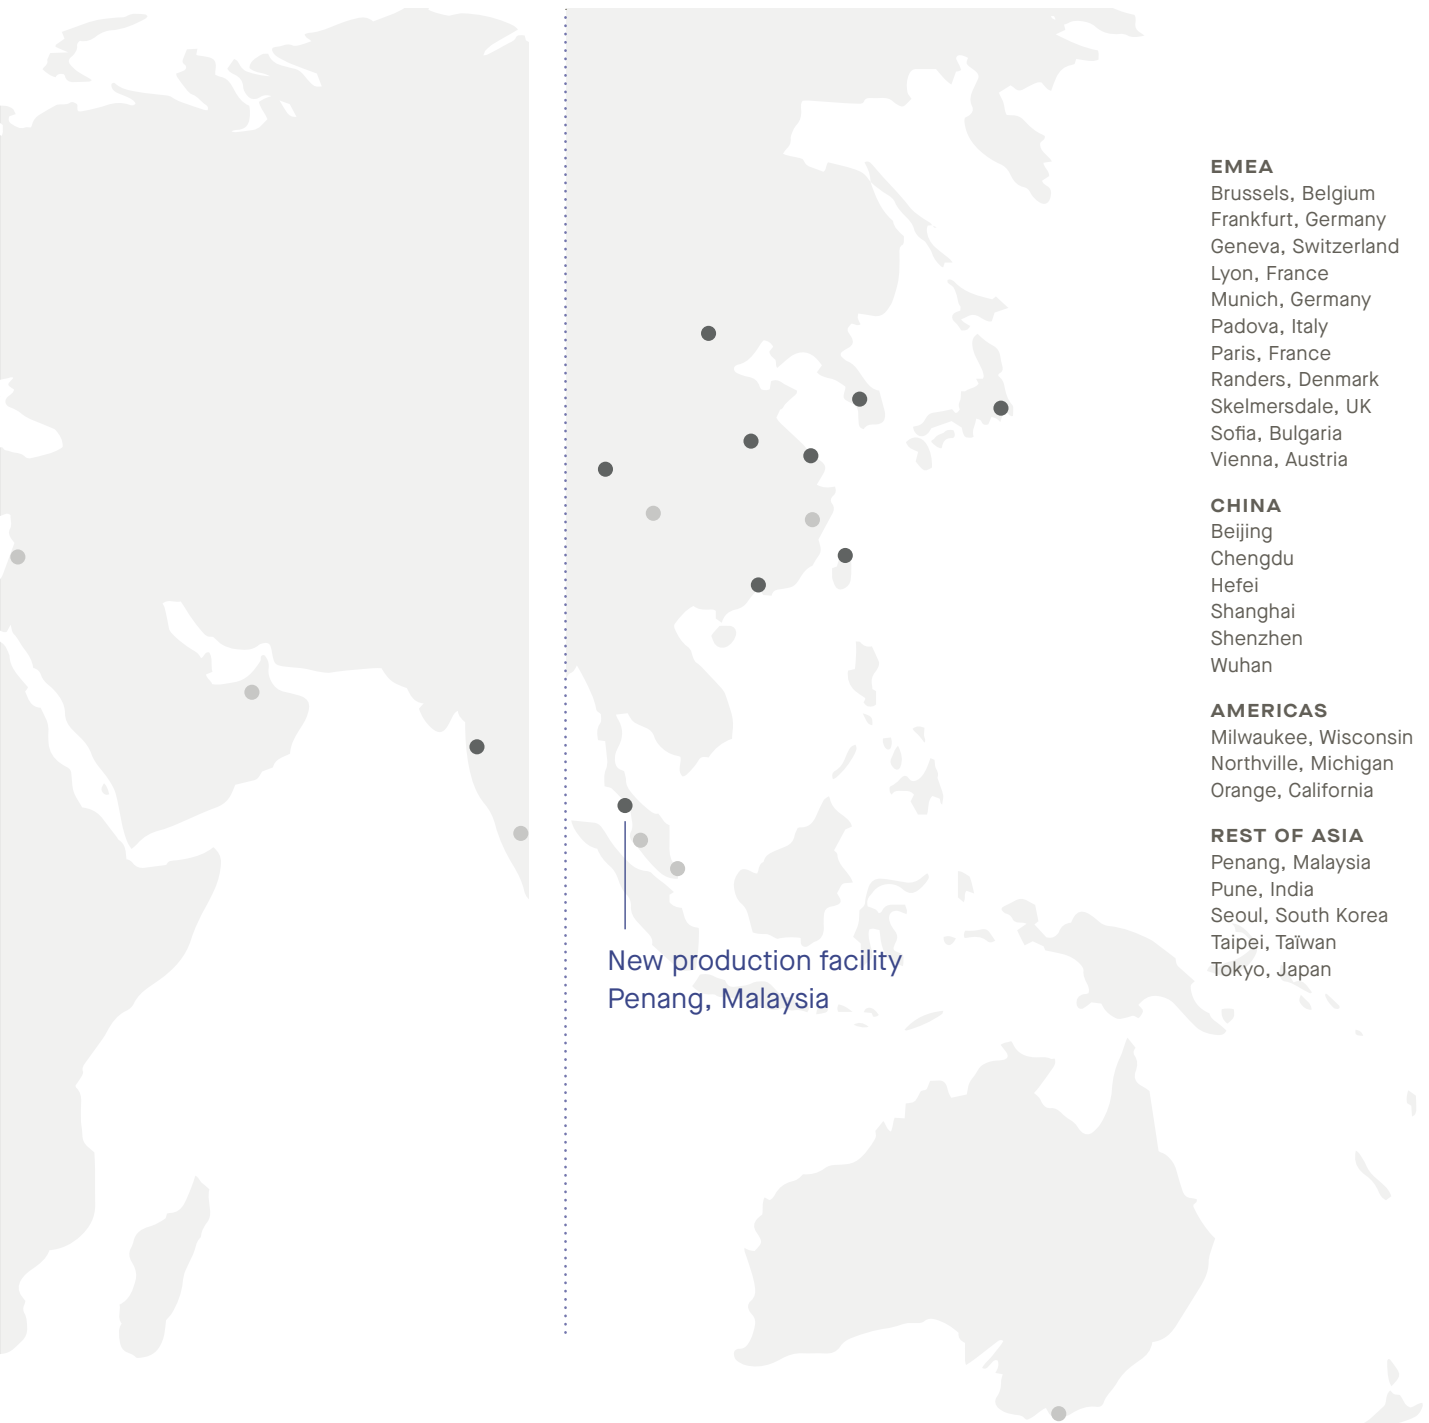 EMEA
Brussels, Belgium
Frankfurt, Germany
Geneva, Switzerland
Lyon, France
Munich, Germany
Padova, Italy
Paris, France
Randers, Denmark
Skelmersdale, UK
Sofia, Bulgaria
Vienna, Austria
CHINA
Beijing
Chengdu
Hefei
Shanghai
Shenzhen
Wuhan
AMERICAS
Milwaukee, Wisconsin
Northville, Michigan
Orange, California
REST OF ASIA
Penang, Malaysia
Pune, India
Seoul, South Korea
Taipei, Taïwan
Tokyo, Japan
New production facility
Penang, Malaysia